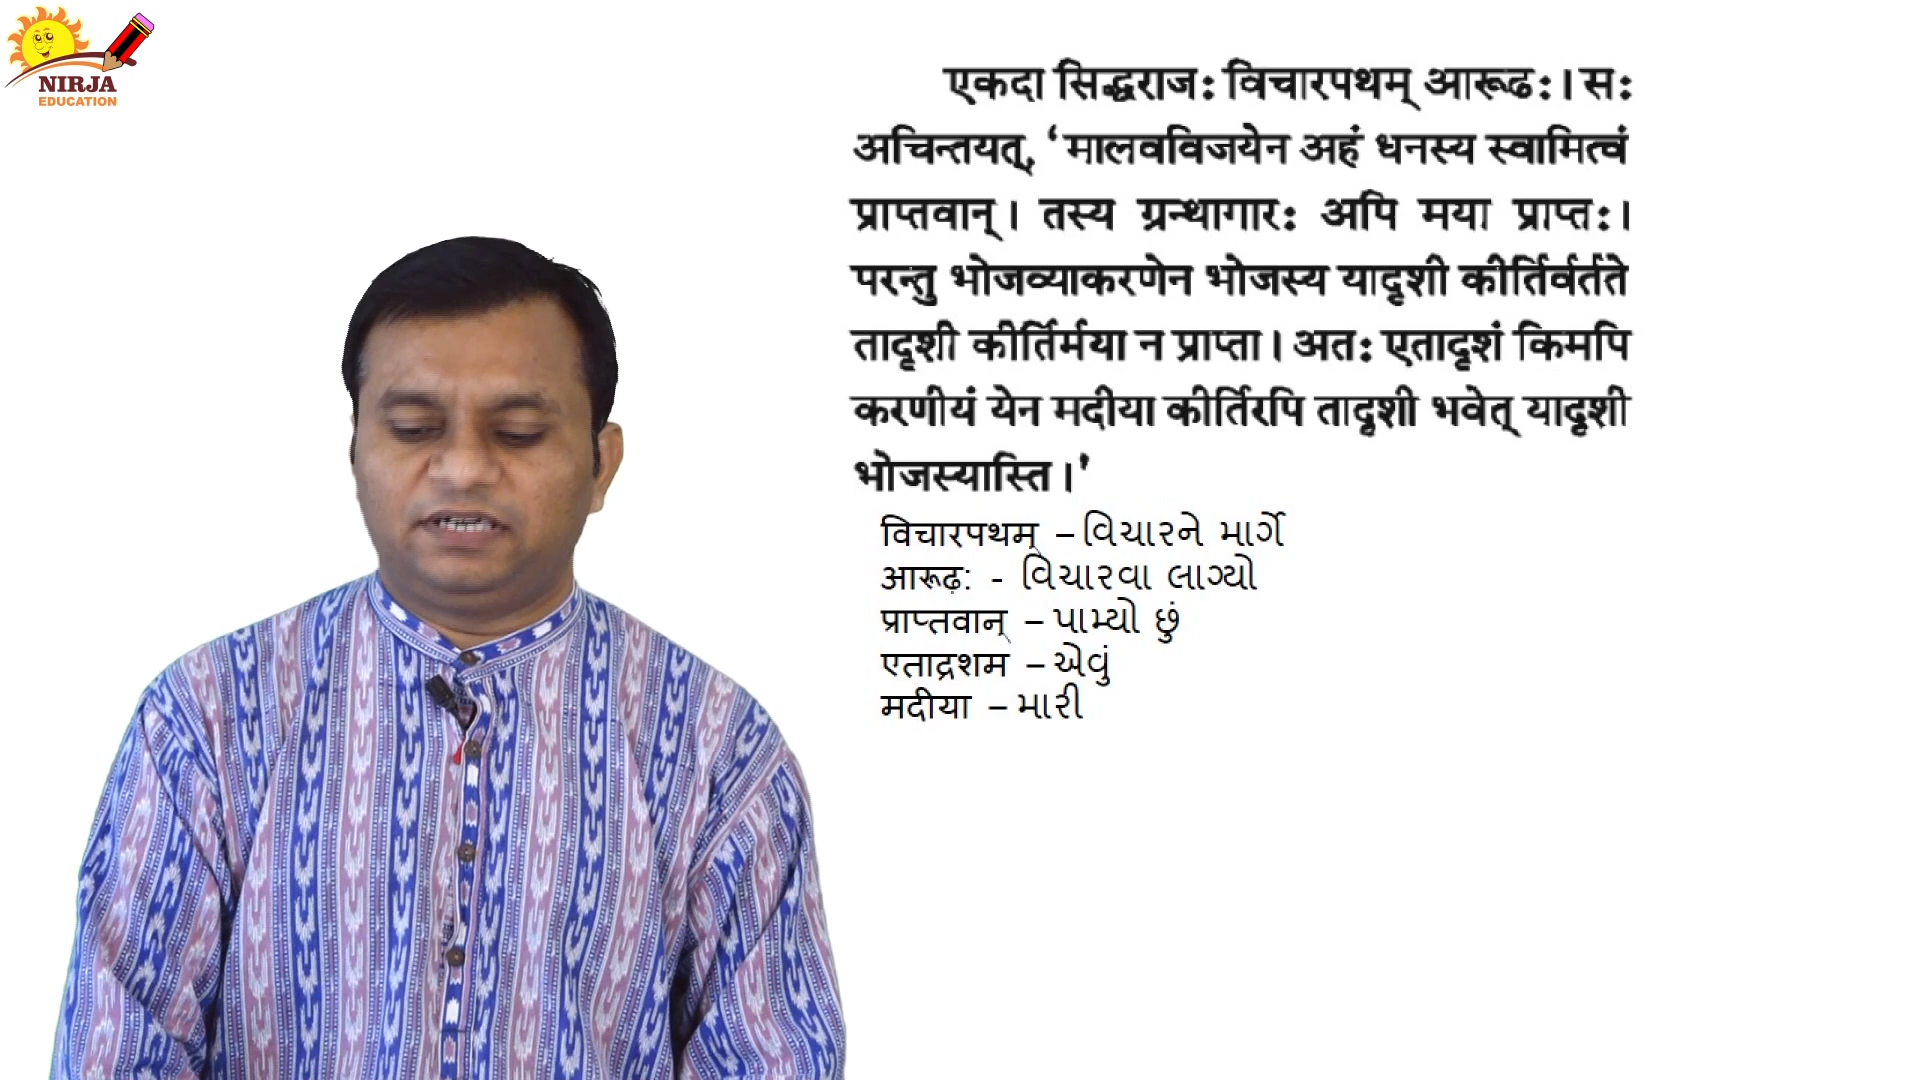 NIRJA
EDUCATION
एकदा सिद्धराज: विचारपथम् आरूढ:। स:
अचिन्तयत्, ‘मालवविजयेन अहं धनस्य स्वामित्वं
प्राप्तवान्। तस्य ग्रन्थागार: अपि मया प्राप्त:।
परन्तु भोजव्याकरणेन भोजस्य यादृशी कीर्तिर्वर्तते
तादृशी कीर्तिर्मया न प्राप्ता। अत: एतादृशं किमपि
करणीयं येन मदीया कीर्तिरपि तादृशी भवेत् यादृशी
भोजस्यास्ति।'
विचारपथम् – વિચારને માર્ગે
आरूढ़: - વિચારવા લાગ્યો
प्राप्तवान् – પામ્યો છું
एताद्रशम – એવું
मदीया – મારી